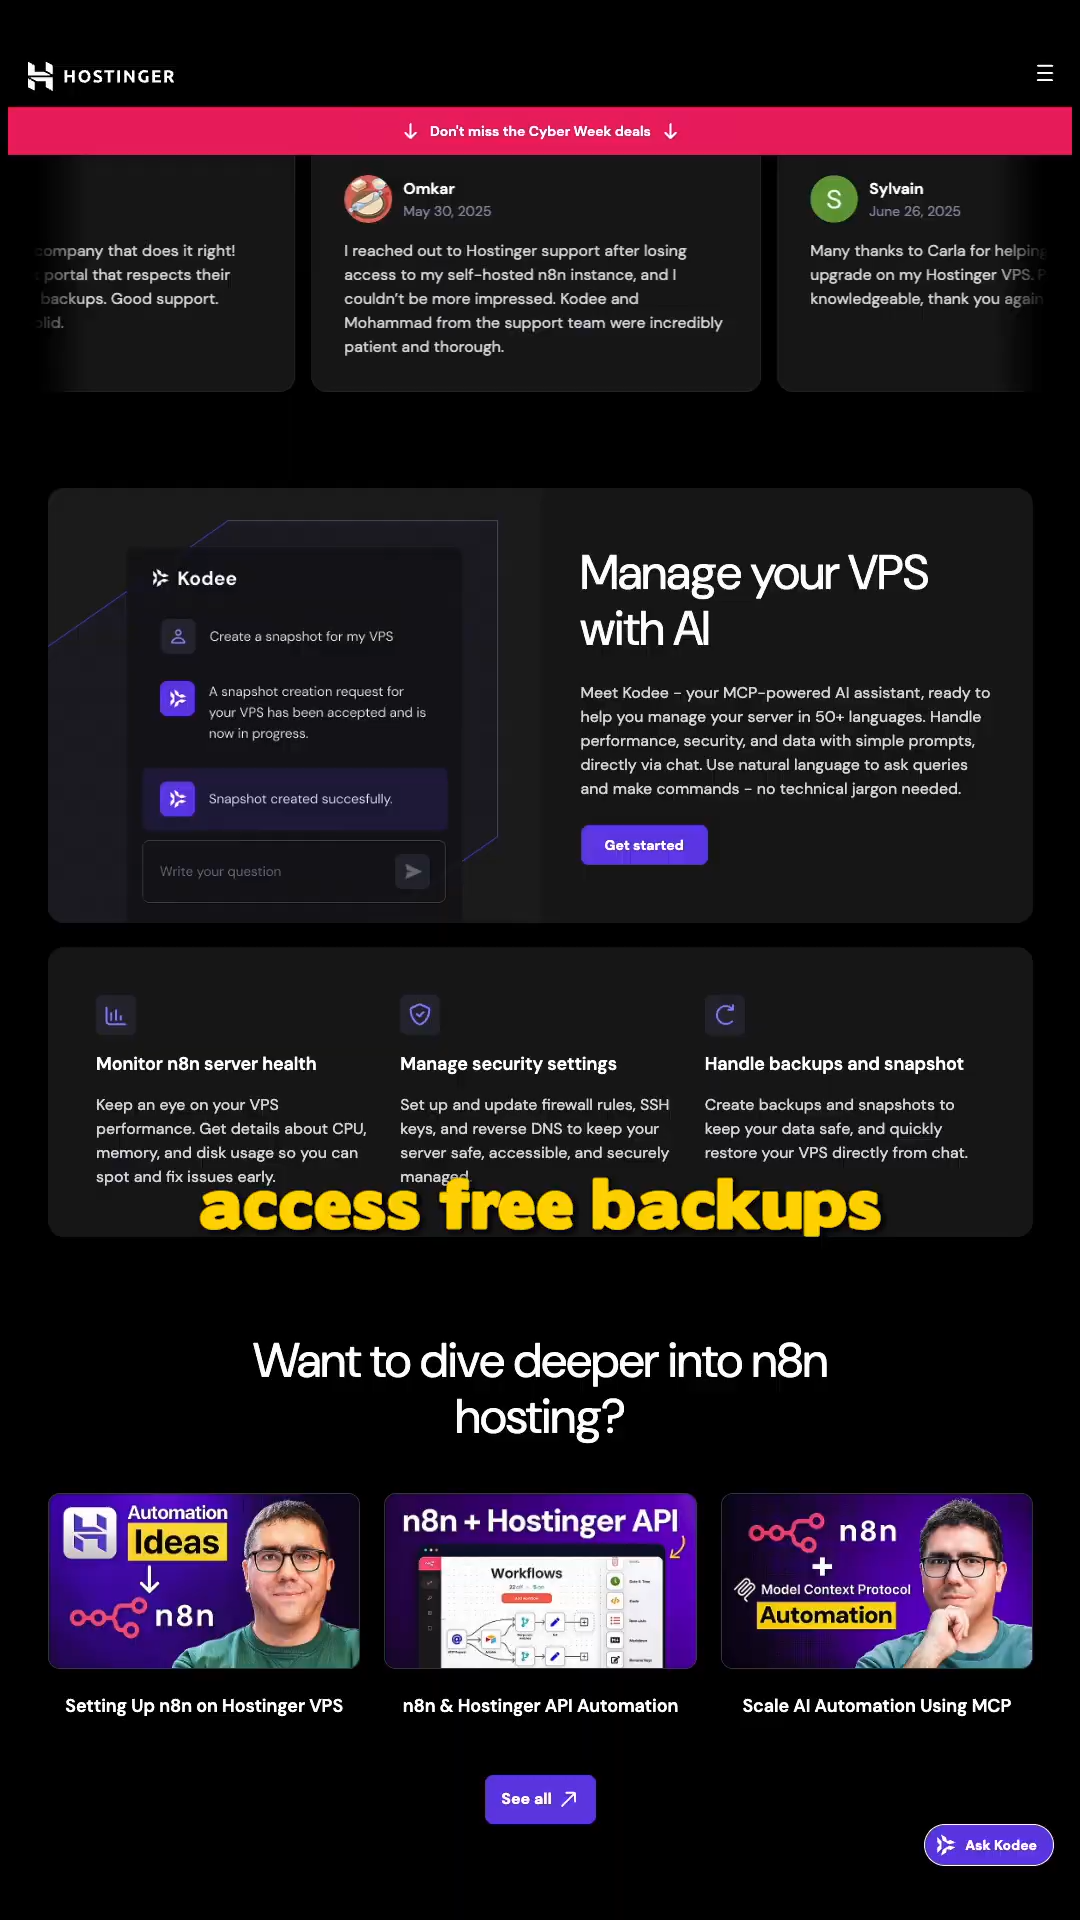 HOSTINGER
Don't miss the Cyber Week deals
company that does it right!
portal that respects their
backups. Good support.
Omkar
May 30, 2025
I reached out to Hostinger support after losing
access to my self-hosted n8n instance, and I
couldn't be more impressed. Kodee and
Mohammad from the support team were incredibly
patient and thorough.
S
Sylvain
June 26, 2025
Many thanks to Carla for helping
upgrade on my Hostinger VPS.
knowledgeable, thank you again
Kodee
Create a snapshot for my VPS
A snapshot creation request for
your VPS has been accepted and is
now in progress.
Snapshot created succesfully.
Write your question
Manage your VPS
with AI
Meet Kodee – your MCP-powered AI assistant, ready to
help you manage your server in 50+ languages. Handle
performance, security, and data with simple prompts,
directly via chat. Use natural language to ask queries
and make commands – no technical jargon needed.
Get started
Monitor n8n server health
Keep an eye on your VPS
performance. Get details about CPU,
memory, and disk usage so you can
spot and fix issues early.
Manage security settings
Set up and update firewall rules, SSH
keys, and reverse DNS to keep your
server safe, accessible, and securely
managed.
Handle backups and snapshot
Create backups and snapshots to
keep your data safe, and quickly
restore your VPS directly from chat.
access free backups
Want to dive deeper into n8n
hosting?
Automation
Ideas
n8n
n8n + Hostinger API
Workflows
n8n
+
Model Context Protocol
Automation
Setting Up n8n on Hostinger VPS
n8n & Hostinger API Automation
Scale AI Automation Using MCP
See all
Ask Kodee